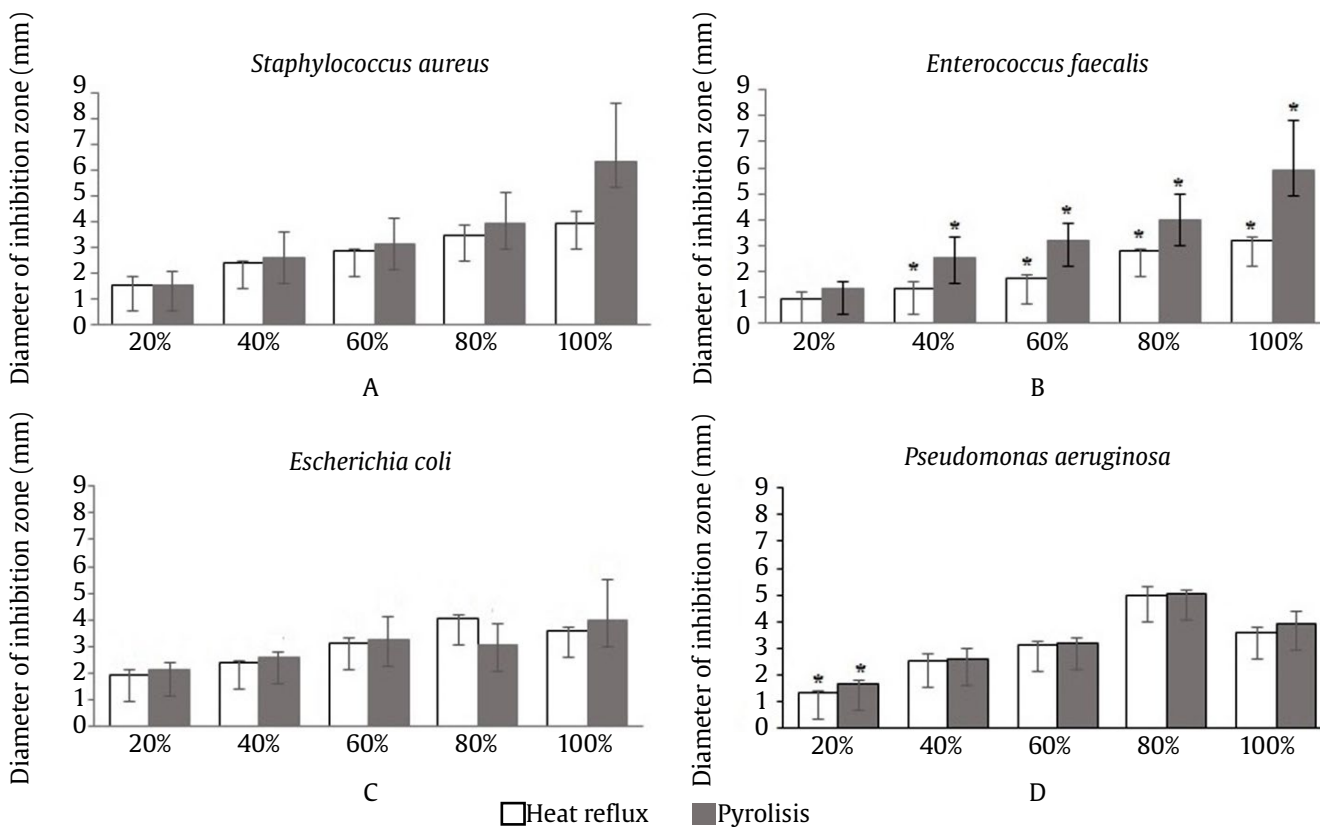 Staphylococcus aureus
Diameter of inhibition zone (mm)
9
8
7
6
5
4
3
2
1
0
20% 40% 60% 80% 100%
A
Enterococcus faecalis
Diameter of inhibition zone (mm)
9
8
7
6
5
4
3
2
1
0
* * * * * * * *
20% 40% 60% 80% 100%
B
Escherichia coli
Diameter of inhibition zone (mm)
9
8
7
6
5
4
3
2
1
0
20% 40% 60% 80% 100%
C
Pseudomonas aeruginosa
Diameter of inhibition zone (mm)
9
8
7
6
5
4
3
2
1
0
* *
20% 40% 60% 80% 100%
D
Heat reflux Pyrolisis